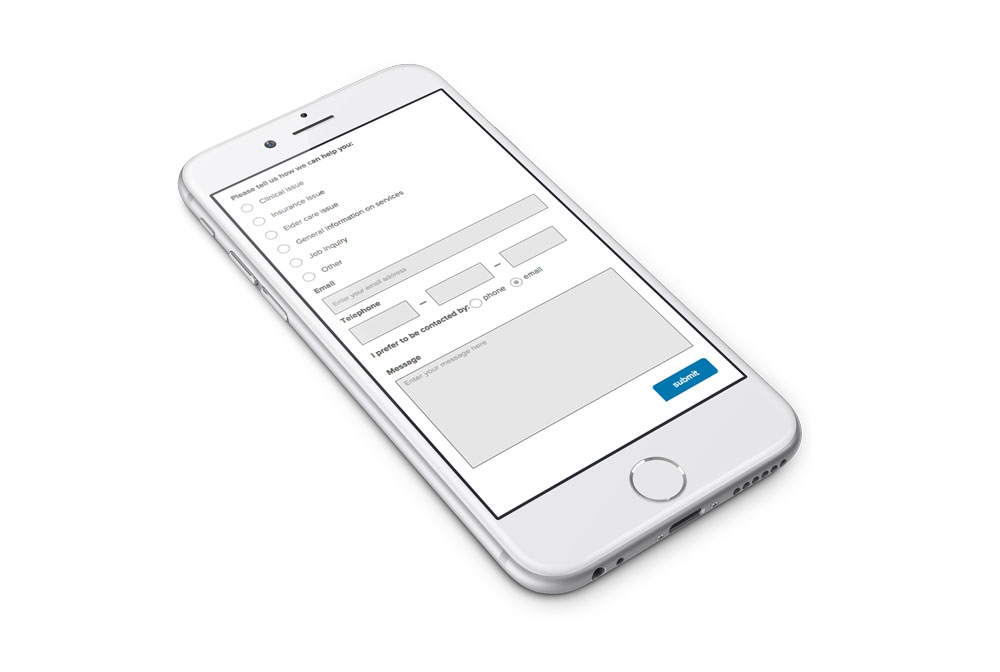 Please tell us how we can help you:
Clinical issue
Insurance issue
Elder care issue
General information on services
Job inquiry
Other
Email
Enter your email address
Telephone
I prefer to be contacted by: phone email
Message
Enter your message here
submit